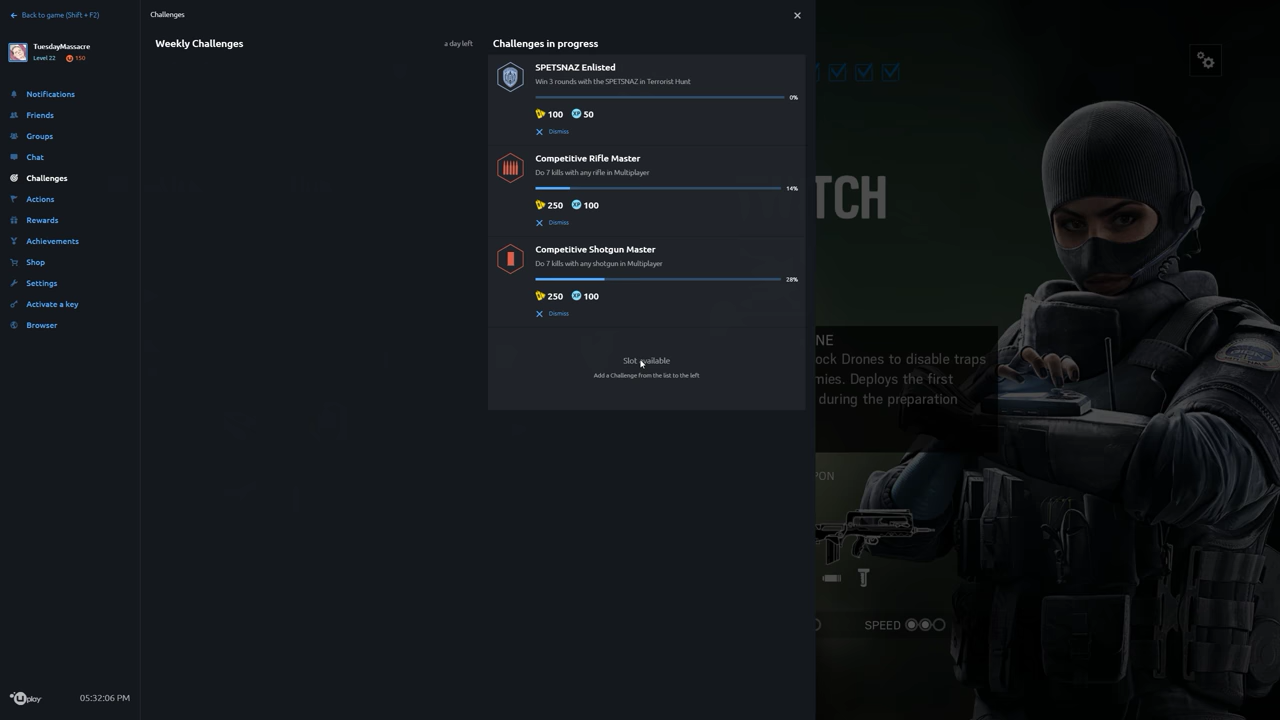 Back to game (Shift + F2)
TuesdayMassacre
Level 22
150
Notifications
Friends
Groups
Chat
Challenges
Actions
Rewards
Achievements
Shop
Settings
Activate a key
Browser
uplay
05:32:06 PM
Challenges
Weekly Challenges
a day left
Challenges in progress
SPETSNAZ Enlisted
Win 3 rounds with the SPETSNAZ in Terrorist Hunt
0%
100
XP 50
Dismiss
Competitive Rifle Master
Do 7 kills with any rifle in Multiplayer
14%
250
XP 100
Dismiss
Competitive Shotgun Master
Do 7 kills with any shotgun in Multiplayer
28%
250
XP 100
Dismiss
Slot available
Add a Challenge from the list to the left
TCH
NE
ock Drones to disable traps
mies. Deploys the first
during the preparation
PON
SPEED